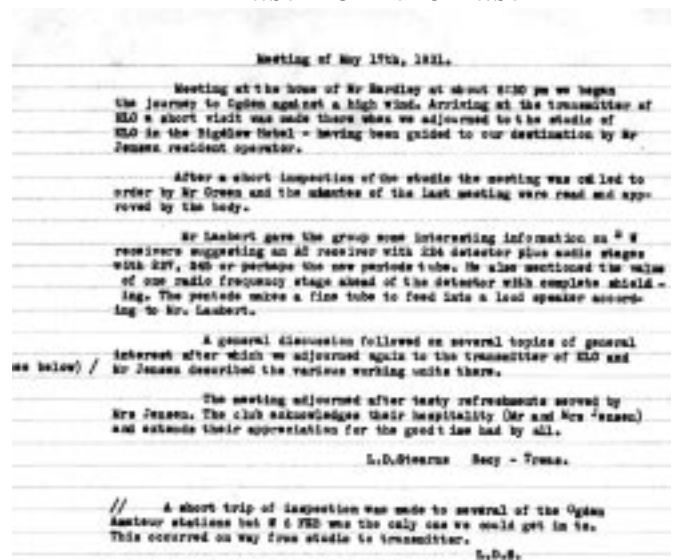 Meeting of May 17th, 1931.
Meeting at the home of Mr Hardley at about 6:30 pm we began
the journey to Ogden against a high wind. Arriving at the transmitter of
KLO a short visit was made there when we adjourned to the studio of
KLO in the Bigelow Hotel - having been guided to our destination by Mr
Jensen resident operator.
After a short inspection of the studio the meeting was called to
order by Mr Green and the minutes of the last meeting were read and app-
roved by the body.
Mr Lambert gave the group some interesting information on W
receivers suggesting an AC receiver with 224 detector plus audio stages
with 227, 245 or perhaps the new pentode tube. He also mentioned the value
of one radio frequency stage ahead of the detector with complete shield -
ing. The pentode makes a fine tube to feed into a loud speaker accord-
ing to Mr. Lambert.
A general discussion followed on several topics of general
interest after which we adjourned again to the transmitter of KLO and
below) / Mr Jensen described the various working units there.
The meeting adjourned after tasty refreshments served by
Mrs Jensen. The club acknowledges their hospitality (Mr and Mrs Jensen)
and extends their appreciation for the good time had by all.
L.D.Stearns Secy - Treas.
// A short trip of inspection was made to several of the Ogden
Amateur stations but W 6 was the only one we could get in to.
This occurred on way from studio to transmitter.
L.D.S.